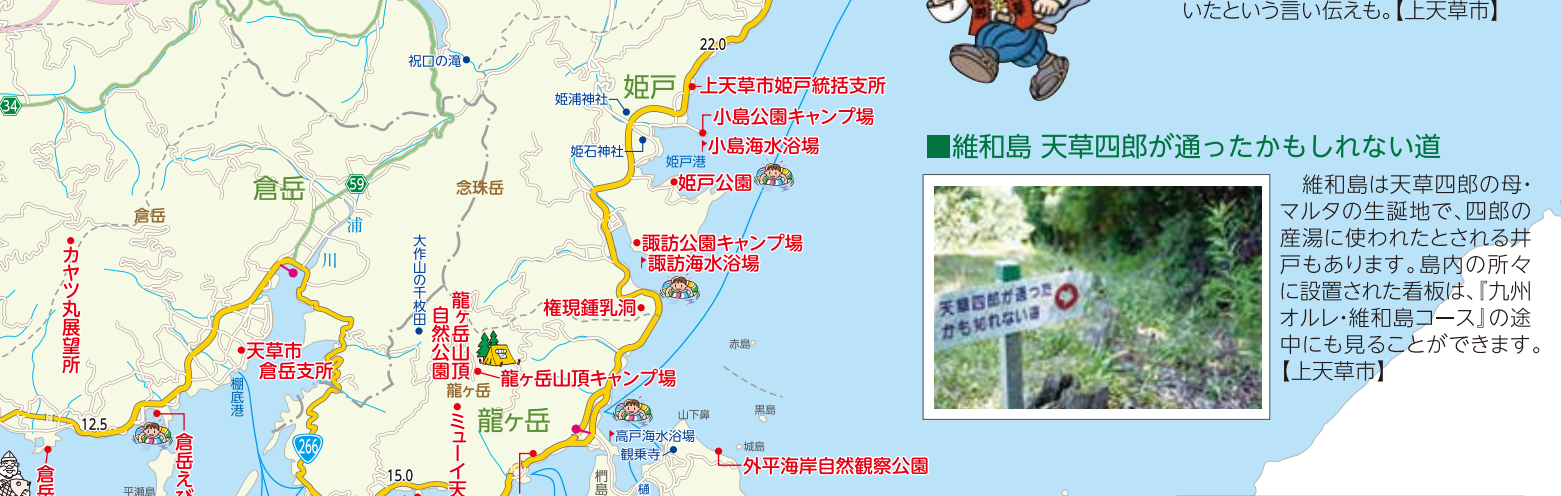 いたという言い伝えも。【上天草市】
■維和島 天草四郎が通ったかもしれない道
維和島は天草四郎の母・
マルタの生誕地で、四郎の
産湯に使われたとされる井
戸もあります。島内の所々
に設置された看板は、『九州
オルレ・維和島コース』の途
中にも見ることができます。
【上天草市】
天草四郎が通った
かも知れない道
22.0
祝口の滝
34
姫戸
上天草市姫戸統括支所
姫浦神社
小島公園キャンプ場
小島海水浴場
姫石神社
姫戸港
姫戸公園
59
倉岳
念珠岳
倉岳
浦
川
カヤツ丸展望所
大作山の千枚田
諏訪公園キャンプ場
諏訪海水浴場
権現鍾乳洞
龍ヶ岳山頂
自然公園
赤島
天草市
倉岳支所
龍ヶ岳山頂キャンプ場
龍ヶ岳
棚底港
龍ヶ岳
ミューイ天
山下鼻
黒島
12.5
高戸海水浴場
観乗寺
城島
外平海岸自然観察公園
266
倉岳えび
倉岳
15.0
平瀬島
椚島
樋